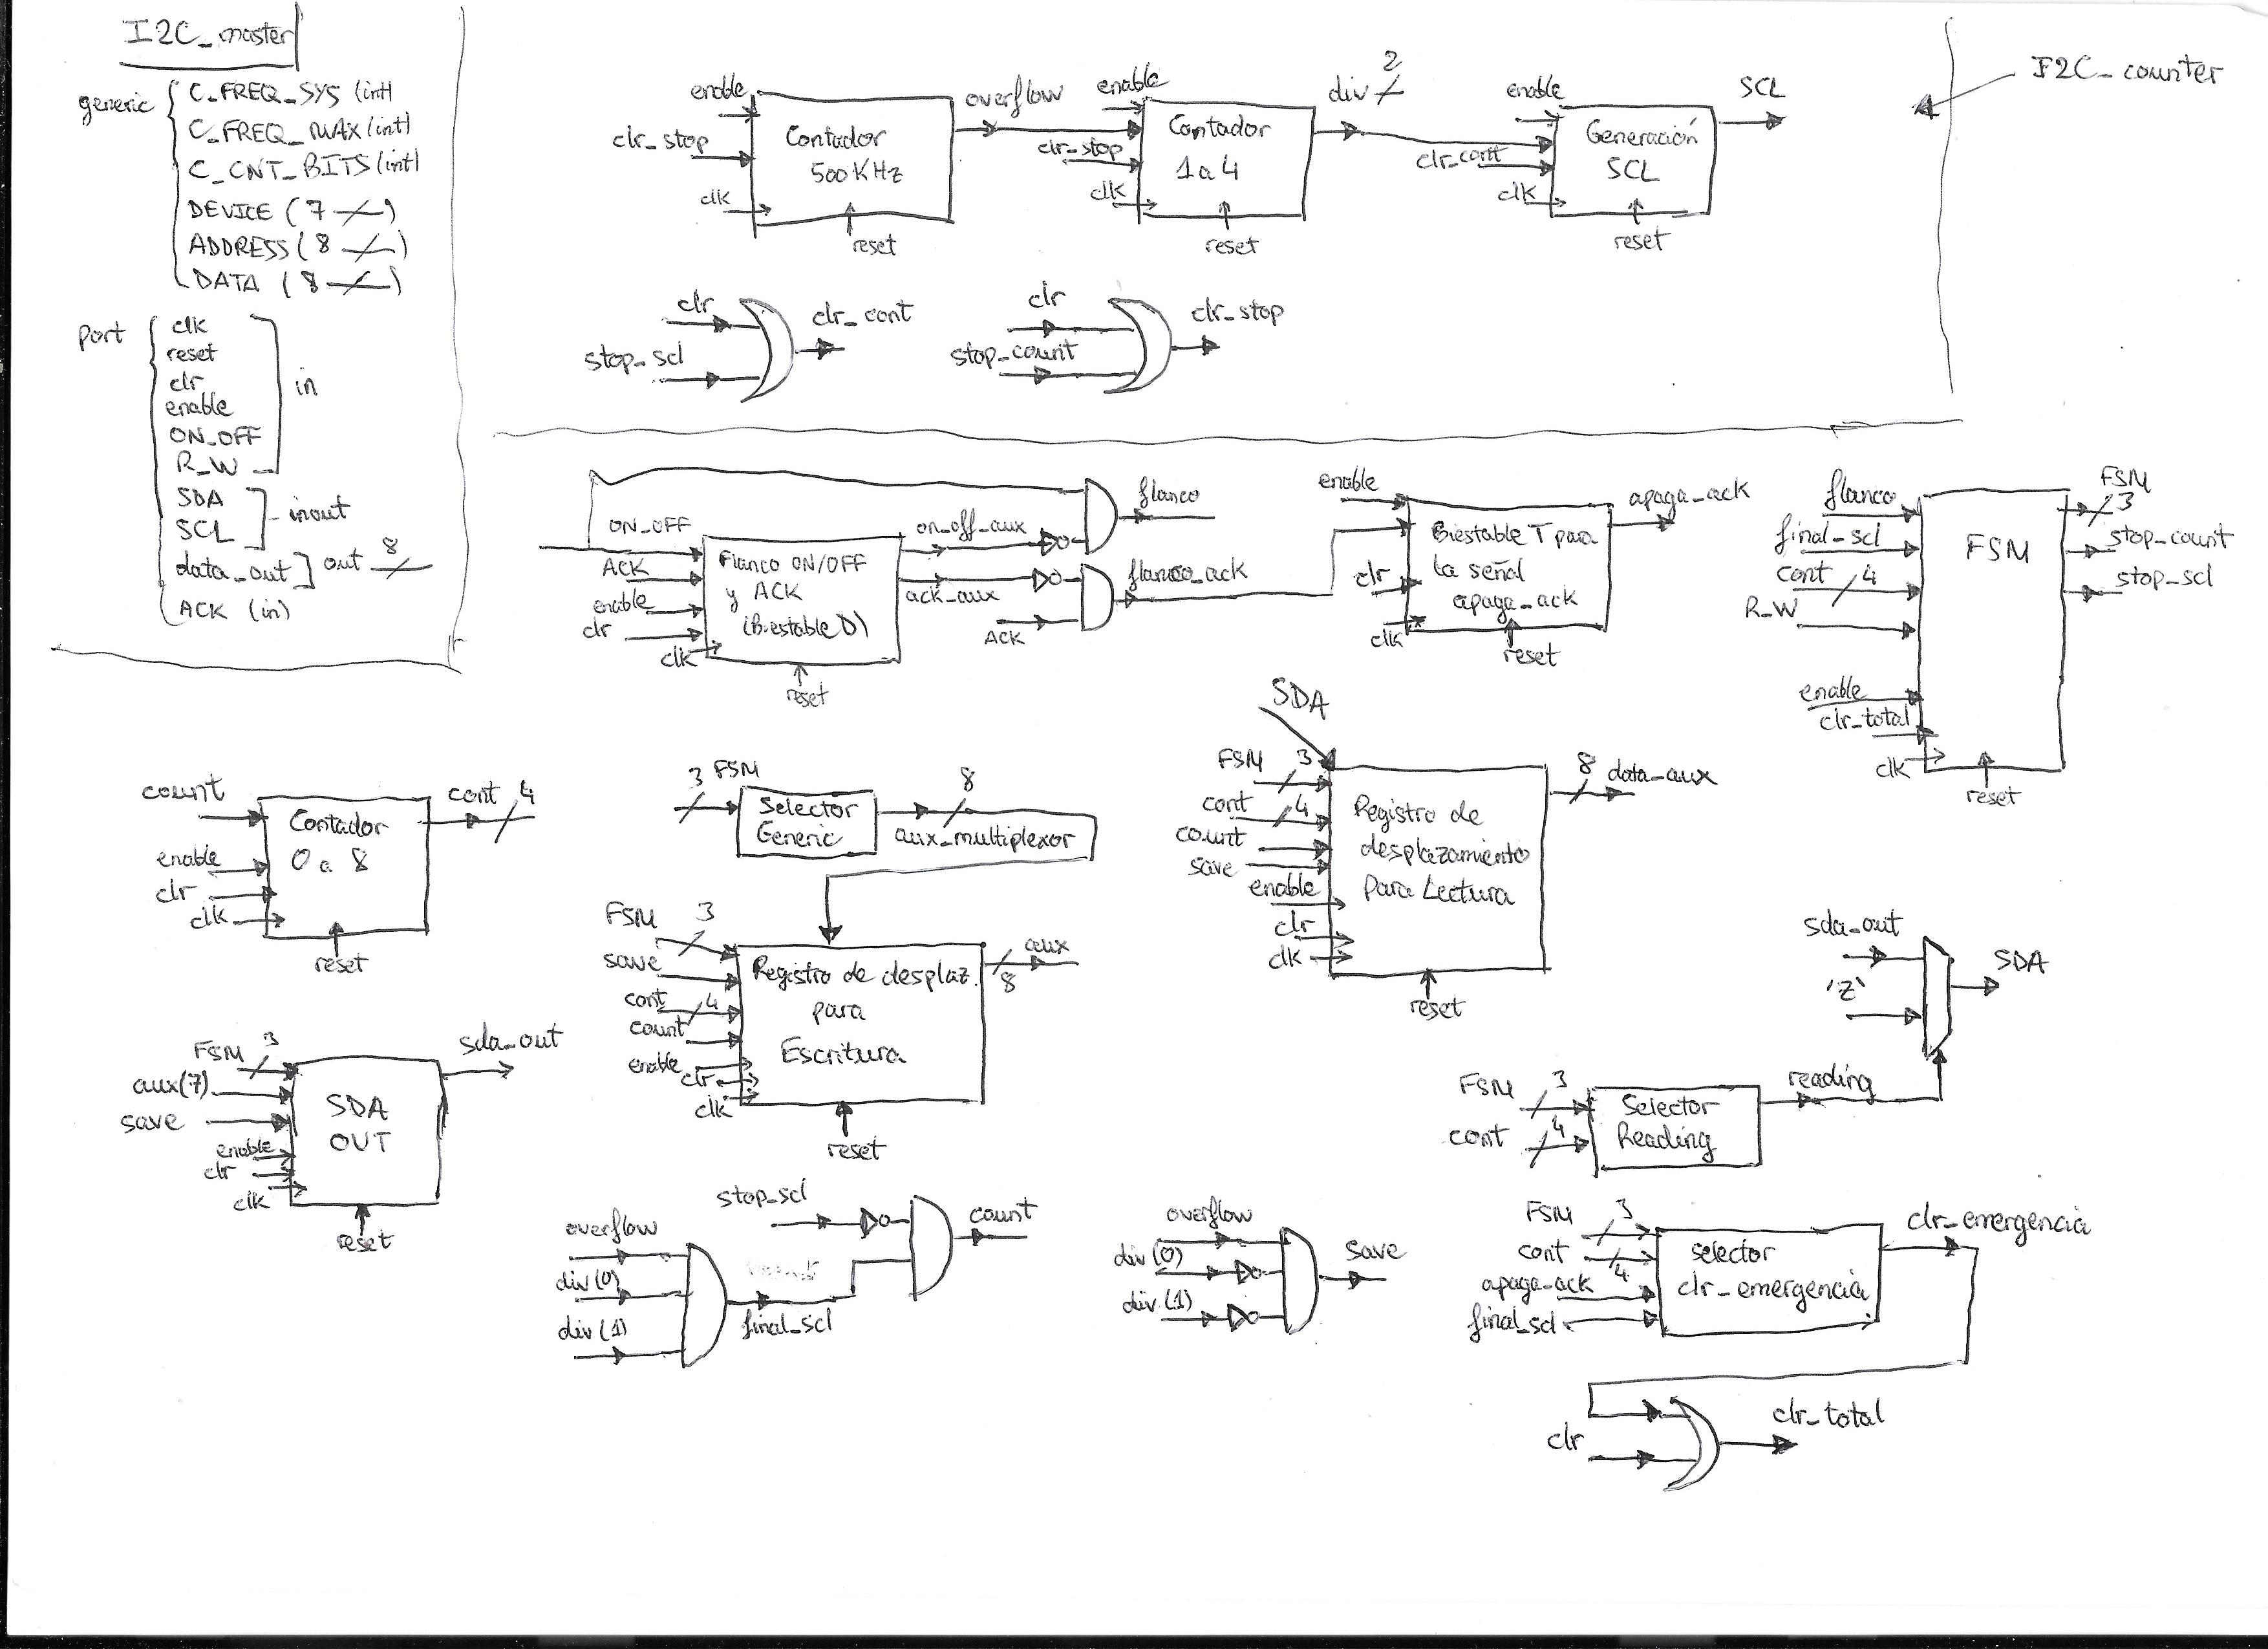 I2C_master
generic
C_FREQ_SYS (int)
C_FREQ_MAX (int)
C_CNT_BITS (int)
DEVICE (7)
ADDRESS (8)
DATA (8)
port
clk
reset
clr
enable
ON_OFF
R_W
in
SDA
SCL
inout
data_out
out 8
ACK (in)
enable
clr_stop
clk
Contador
500 KHz
reset
overflow
enable
clr_stop
clk
Contador
1 a 4
reset
div 2
enable
clr_cont
clk
Generación
SCL
reset
SCL
I2C_counter
clr
stop_scl
clr_cont
clr
stop_count
clr_stop
ON_OFF
ACK
enable
clr
clk
Flanco ON/OFF
y ACK
(Biestable D)
reset
on_off_aux
ack_aux
ACK
flanco
flanco_ack
enable
clr
clk
Biestable T para
la señal
apaga_ack
reset
apaga_ack
flanco
final_scl
cont 4
R_W
enable
clr_total
clk
FSM
reset
FSM
3
stop_count
stop_scl
count
enable
clr
clk
Contador
0 a 8
reset
cont 4
3 FSM
Selector
Generic
8
aux_multiplexor
FSM 3
save
cont 4
count
enable
clr
clk
Registro de desplaz.
para
Escritura
reset
aux
8
SDA
FSM 3
cont 4
count
save
enable
clr
clk
Registro de
desplazamiento
Para Lectura
reset
8 data_aux
sda_out
'Z'
SDA
FSM 3
cont 4
Selector
Reading
reading
FSM 3
aux(7)
save
enable
clr
clk
SDA
OUT
reset
sda_out
overflow
div(0)
div(1)
final_scl
stop_scl
count
overflow
div(0)
div(1)
save
FSM 3
cont 4
apaga_ack
final_scl
selector
clr_emergencia
clr_emergencia
clr
clr_total